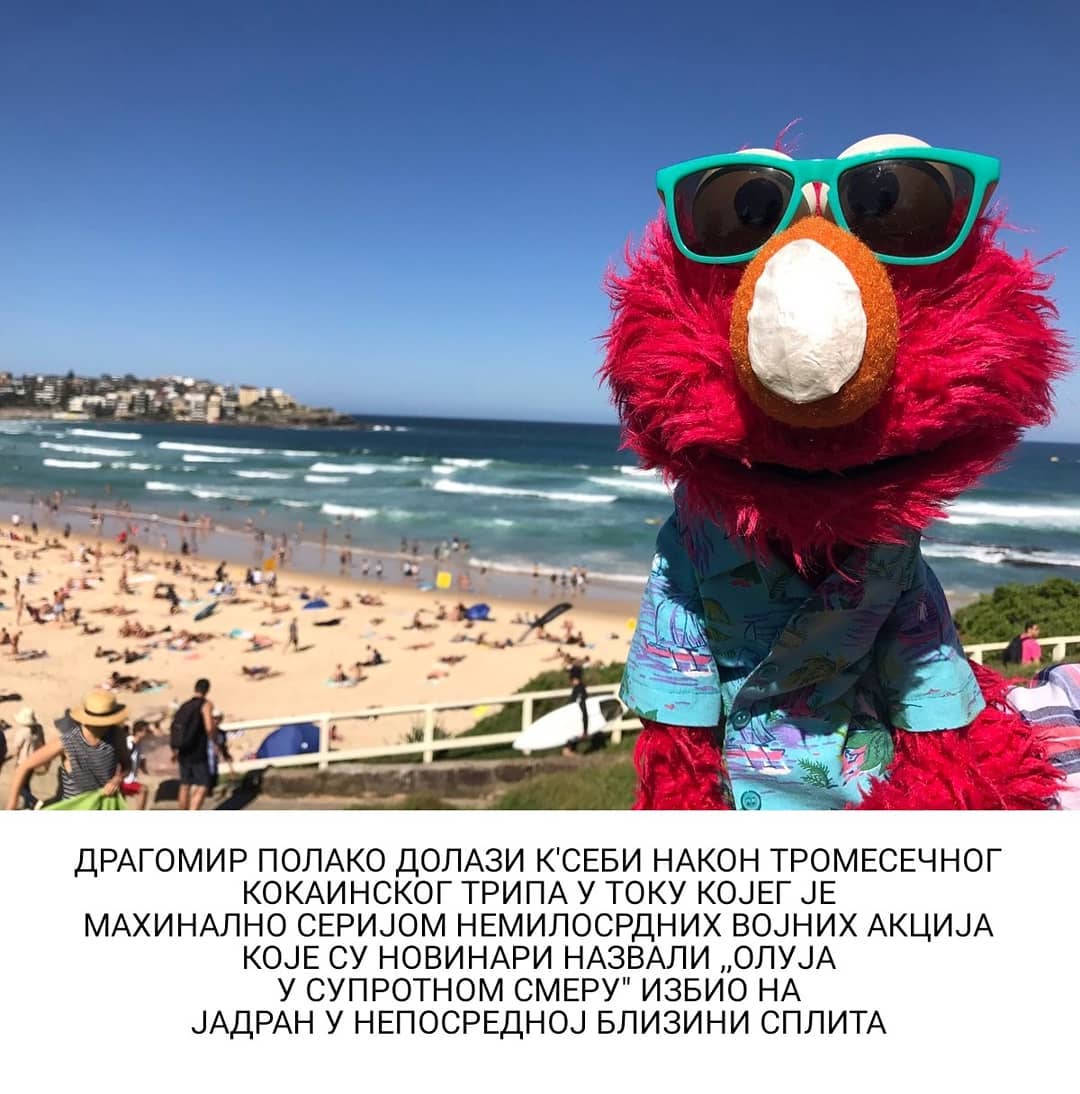 ДРАГОМИР ПОЛАКО ДОЛАЗИ К'СЕБИ НАКОН ТРОМЕСЕЧНОГ
КОКАИНСКОГ ТРИПА У ТОКУ КОЈЕГ ЈЕ
МАХИНАЛНО СЕРИЈОМ НЕМИЛОСРДНИХ ВОЈНИХ АКЦИЈА
КОЈЕ СУ НОВИНАРИ НАЗВАЛИ ,,ОЛУЈА
У СУПРОТНОМ СМЕРУ" ИЗБИО НА
ЈАДРАН У НЕПОСРЕДНОЈ БЛИЗИНИ СПЛИТА